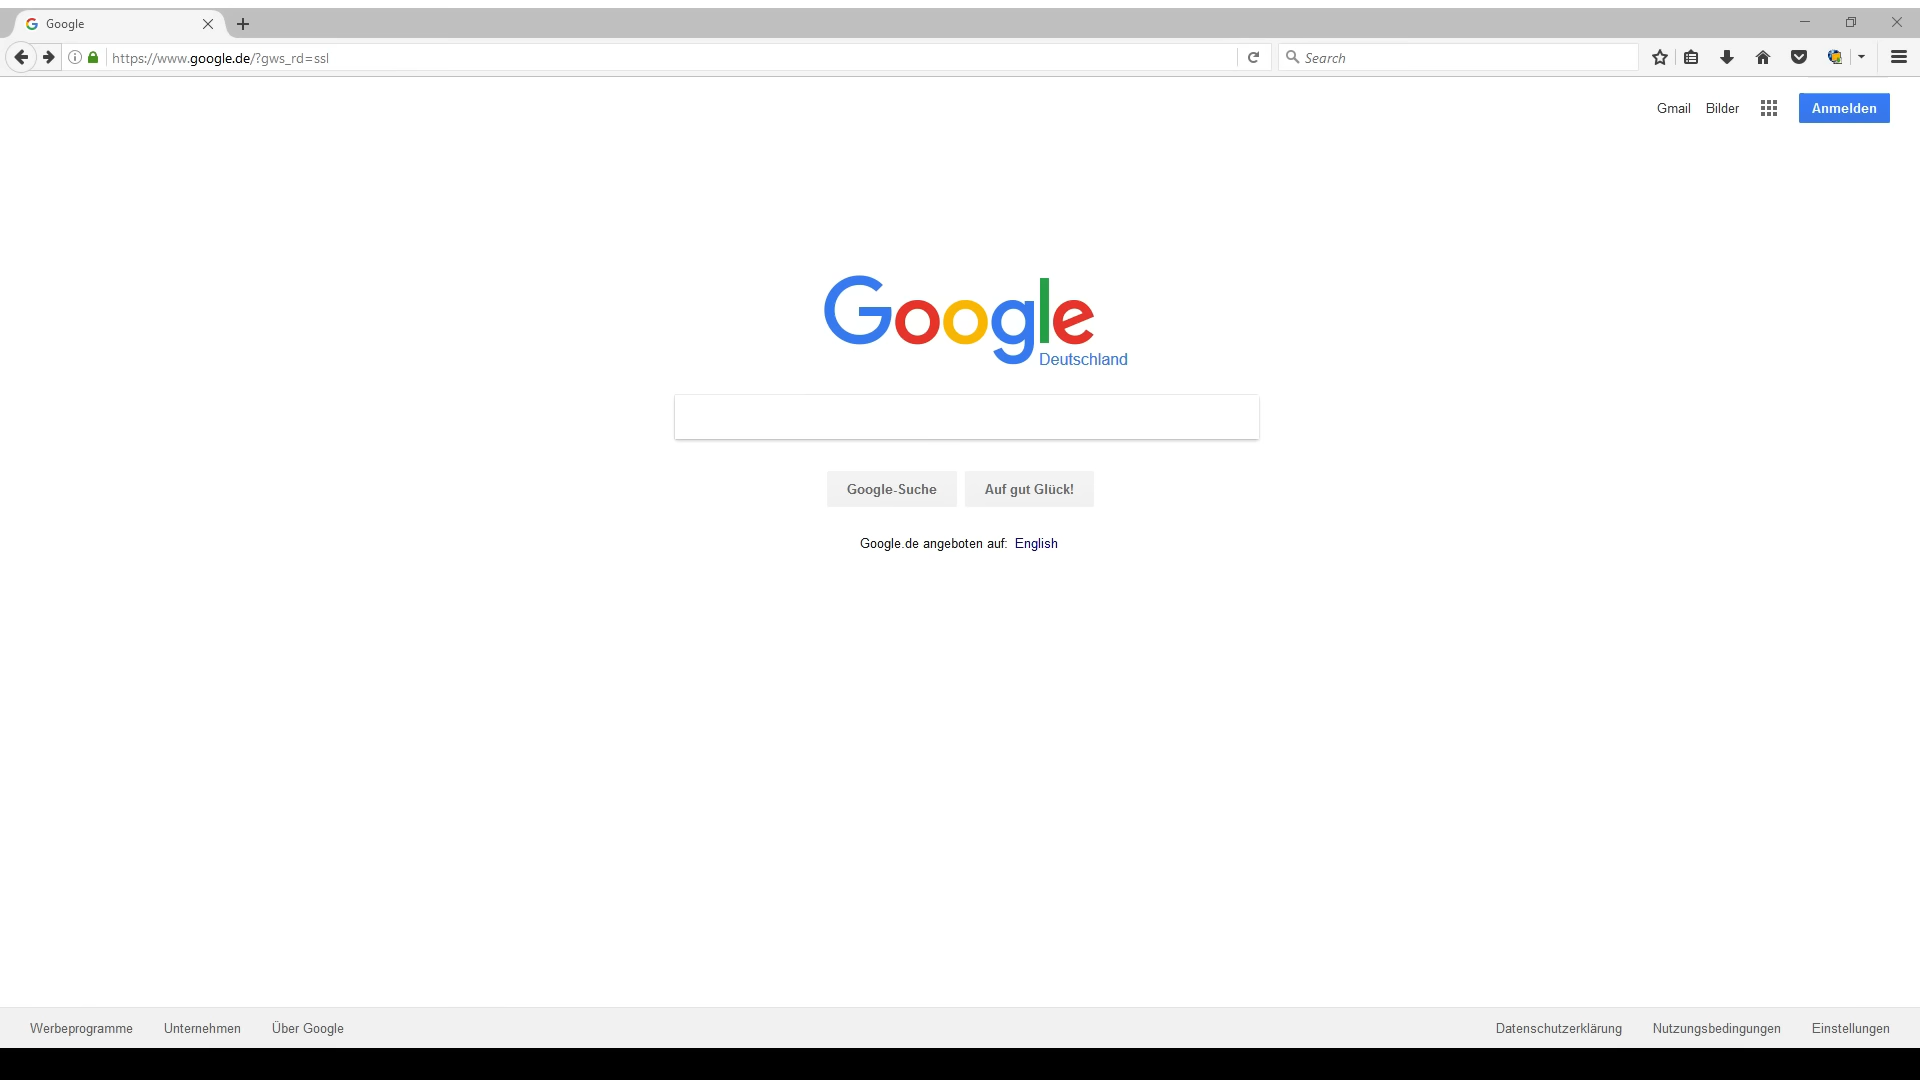 Google
https://www.google.de/?gws_rd=ssl
Search
Gmail Bilder Anmelden
Google
Deutschland
Google-Suche Auf gut Glück!
Google.de angeboten auf: English
Werbeprogramme Unternehmen Über Google Datenschutzerklärung Nutzungsbedingungen Einstellungen